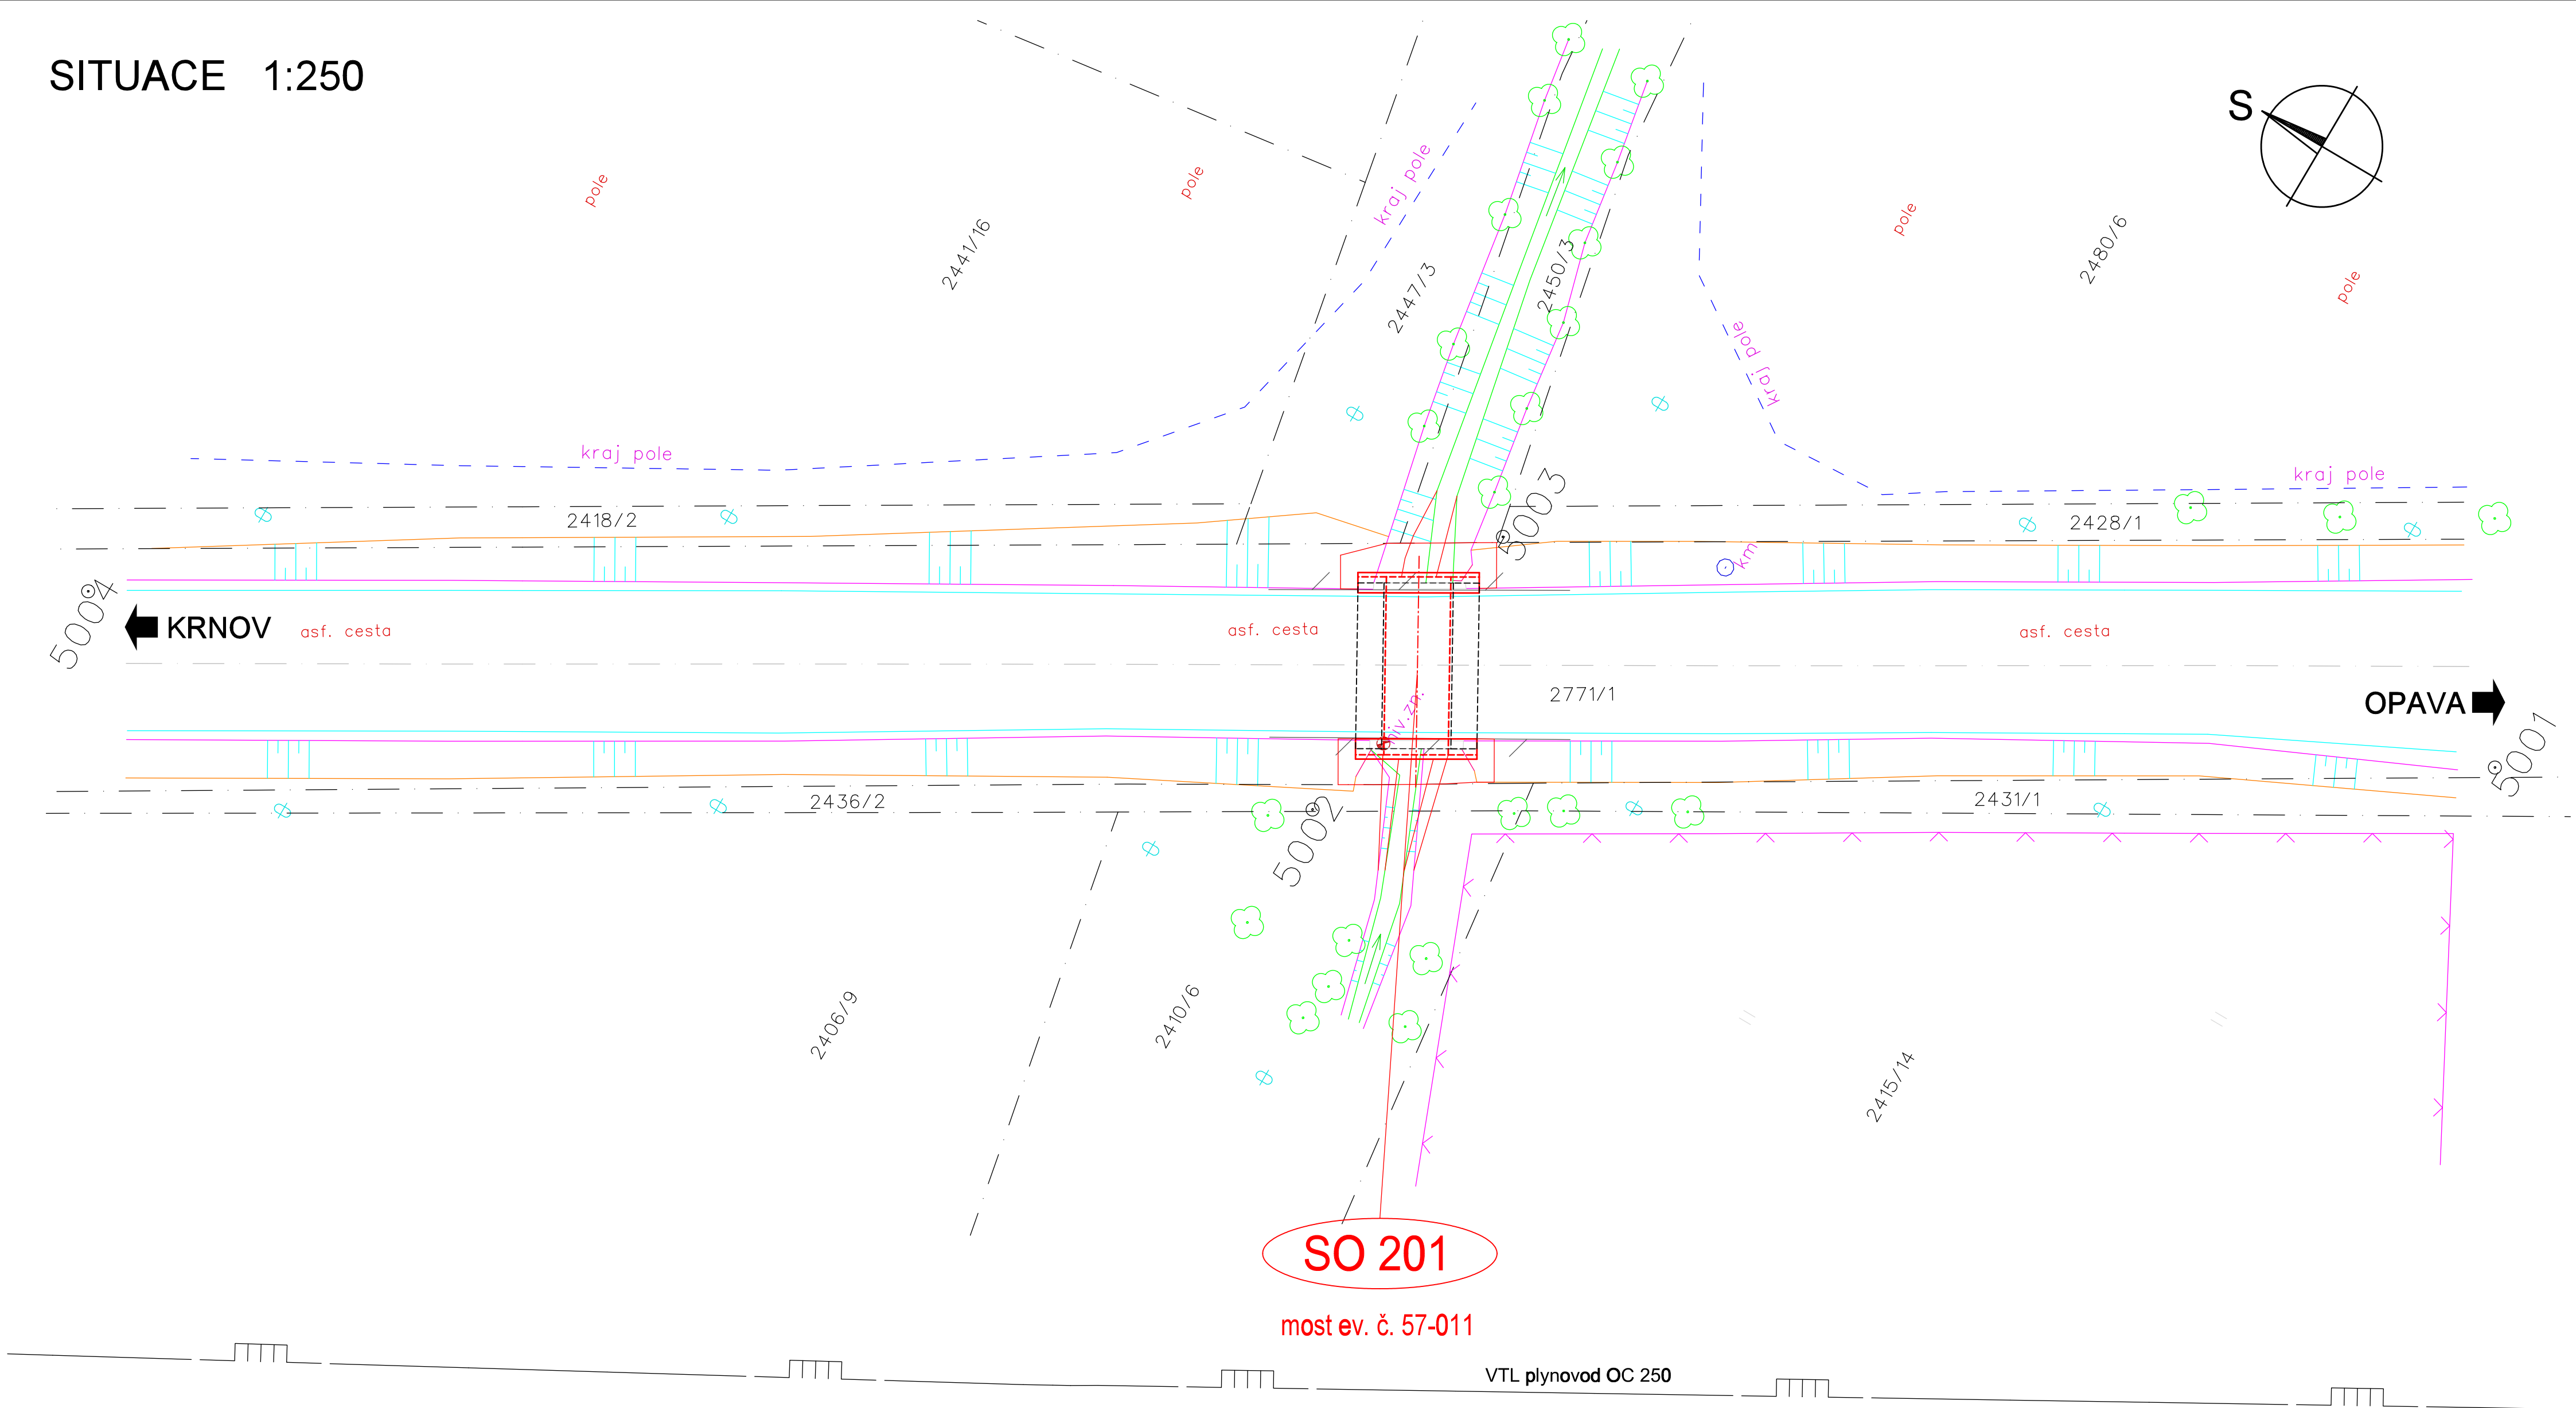 SITUACE 1:250
S
pole
pole
pole
pole
2441/16
kraj pole
2447/3
2450/3
2480/6
kraj pole
kraj pole
kraj pole
2418/2
5003
2428/1
km
5004
KRNOV
asf. cesta
asf. cesta
asf. cesta
2771/1
OPAVA
niv.zn.
5001
2436/2
5002
2431/1
2406/9
2410/6
2415/14
SO 201
most ev. č. 57-011
VTL plynovod OC 250